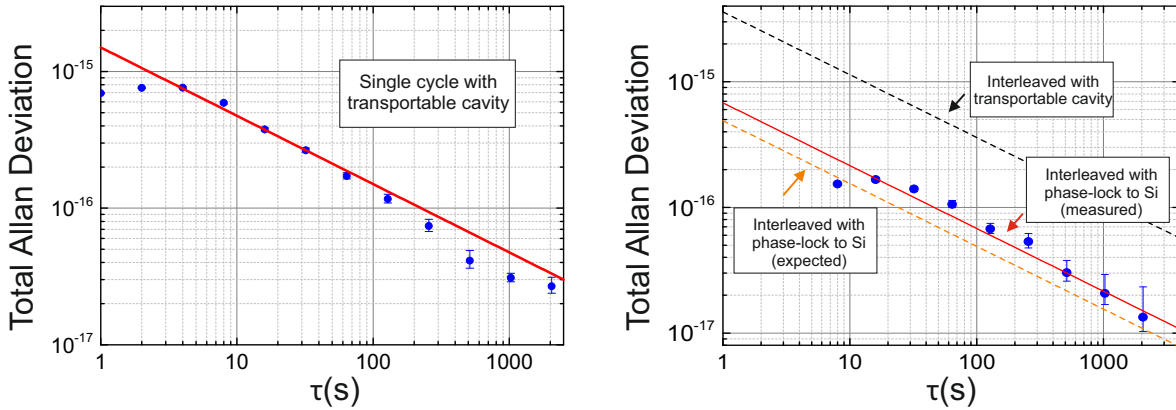 Total Allan Deviation
10⁻¹⁵
10⁻¹⁶
10⁻¹⁷
Single cycle with
transportable cavity
1 10 100 1000
τ(s)
Total Allan Deviation
10⁻¹⁵
10⁻¹⁶
10⁻¹⁷
Interleaved with
transportable cavity
Interleaved with
phase-lock to Si
(measured)
Interleaved with
phase-lock to Si
(expected)
1 10 100 1000
τ(s)